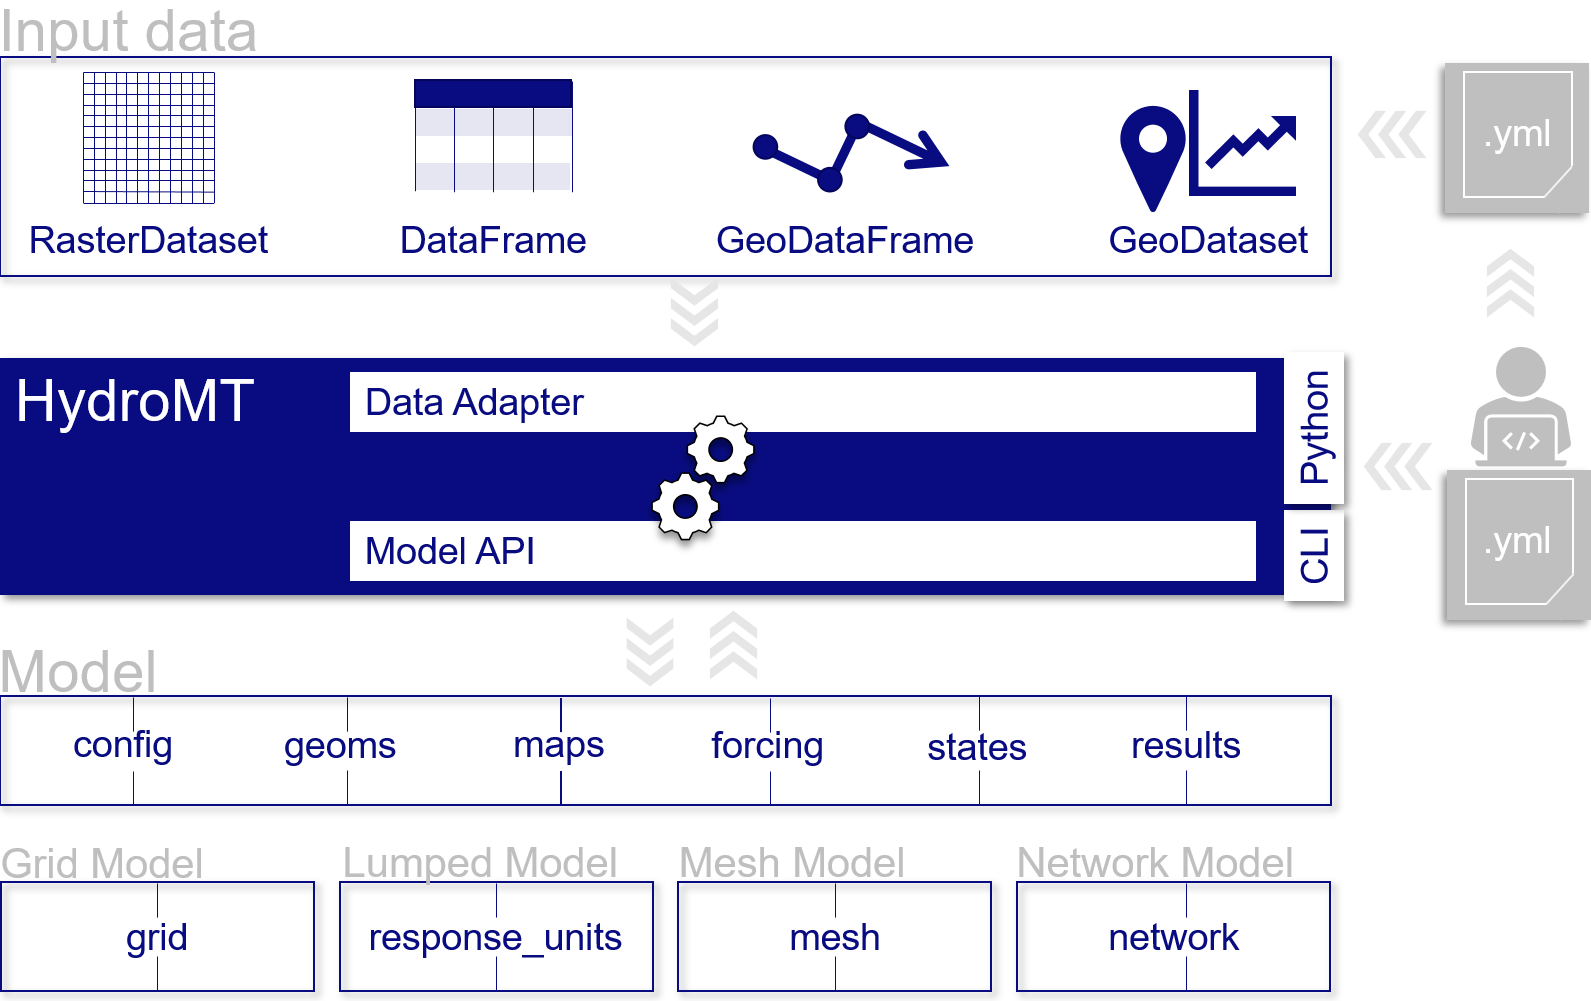 Input data
RasterDataset
DataFrame
GeoDataFrame
GeoDataset
.yml
HydroMT
Data Adapter
Model API
Python
CLI
</>
.yml
Model
config
geoms
maps
forcing
states
results
Grid Model
Lumped Model
Mesh Model
Network Model
grid
response_units
mesh
network